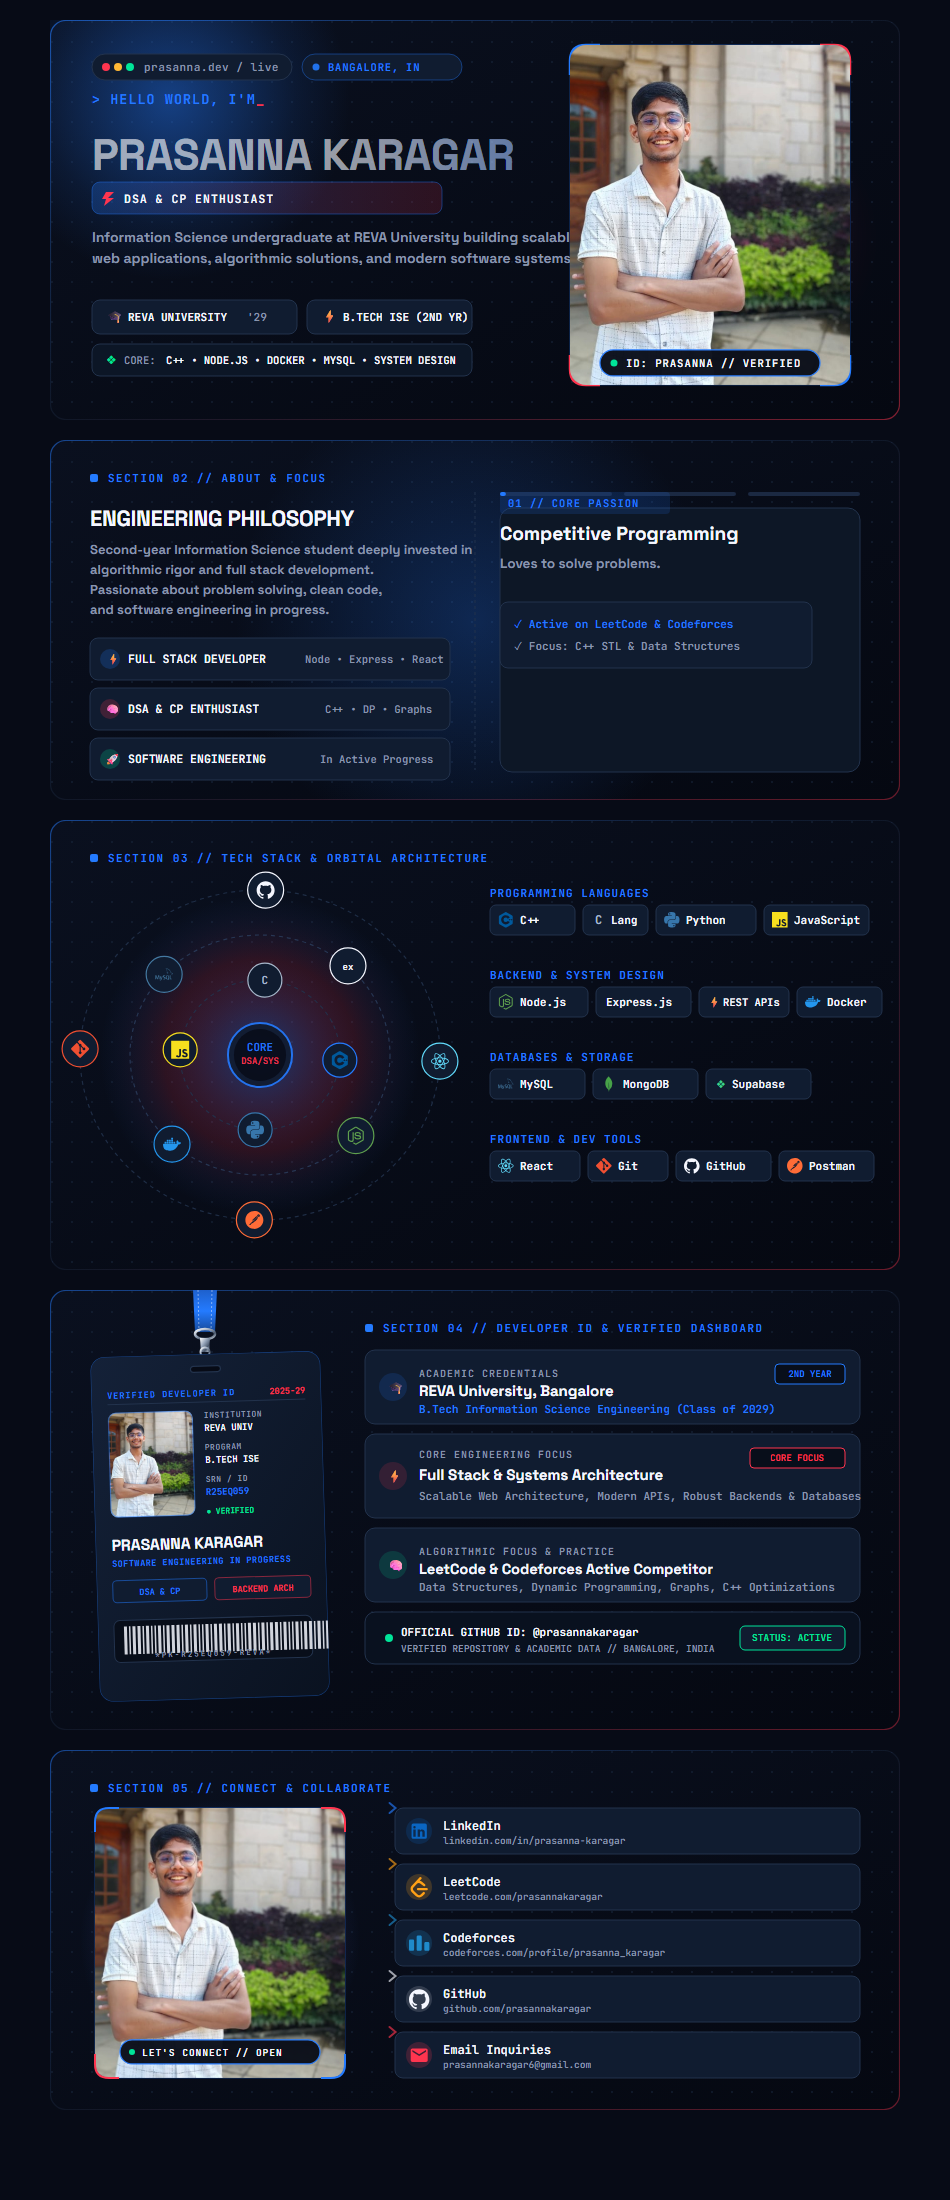 prasanna.dev / live
BANGALORE, IN
> HELLO WORLD, I'M_
PRASANNA KARAGAR
DSA & CP ENTHUSIAST
Information Science undergraduate at REVA University building scalabl
web applications, algorithmic solutions, and modern software systems
REVA UNIVERSITY '29
B.TECH ISE (2ND YR)
CORE: C++ • NODE.JS • DOCKER • MYSQL • SYSTEM DESIGN
ID: PRASANNA // VERIFIED
SECTION 02 // ABOUT & FOCUS
ENGINEERING PHILOSOPHY
Second-year Information Science student deeply invested in
algorithmic rigor and full stack development.
Passionate about problem solving, clean code,
and software engineering in progress.
FULL STACK DEVELOPER Node • Express • React
DSA & CP ENTHUSIAST C++ • DP • Graphs
SOFTWARE ENGINEERING In Active Progress
01 // CORE PASSION
Competitive Programming
Loves to solve problems.
✓ Active on LeetCode & Codeforces
✓ Focus: C++ STL & Data Structures
SECTION 03 // TECH STACK & ORBITAL ARCHITECTURE
MySQL
C
ex
JS
CORE
DSA/SYS
C
JS
PROGRAMMING LANGUAGES
C++
C Lang
Python
JS JavaScript
BACKEND & SYSTEM DESIGN
Node.js
Express.js
REST APIs
Docker
DATABASES & STORAGE
MySQL
MongoDB
Supabase
FRONTEND & DEV TOOLS
React
Git
GitHub
Postman
VERIFIED DEVELOPER ID 2025-29
INSTITUTION
REVA UNIV
PROGRAM
B.TECH ISE
SRN / ID
R25EQ059
● VERIFIED
PRASANNA KARAGAR
SOFTWARE ENGINEERING IN PROGRESS
DSA & CP
BACKEND ARCH
*PK-R25EQ059-REVA*
SECTION 04 // DEVELOPER ID & VERIFIED DASHBOARD
ACADEMIC CREDENTIALS
2ND YEAR
REVA University, Bangalore
B.Tech Information Science Engineering (Class of 2029)
CORE ENGINEERING FOCUS
CORE FOCUS
Full Stack & Systems Architecture
Scalable Web Architecture, Modern APIs, Robust Backends & Databases
ALGORITHMIC FOCUS & PRACTICE
LeetCode & Codeforces Active Competitor
Data Structures, Dynamic Programming, Graphs, C++ Optimizations
OFFICIAL GITHUB ID: @prasannakaragar
VERIFIED REPOSITORY & ACADEMIC DATA // BANGALORE, INDIA
STATUS: ACTIVE
SECTION 05 // CONNECT & COLLABORATE
LET'S CONNECT // OPEN
LinkedIn
linkedin.com/in/prasanna-karagar
LeetCode
leetcode.com/prasannakaragar
Codeforces
codeforces.com/profile/prasanna_karagar
GitHub
github.com/prasannakaragar
Email Inquiries
prasannakaragar6@gmail.com